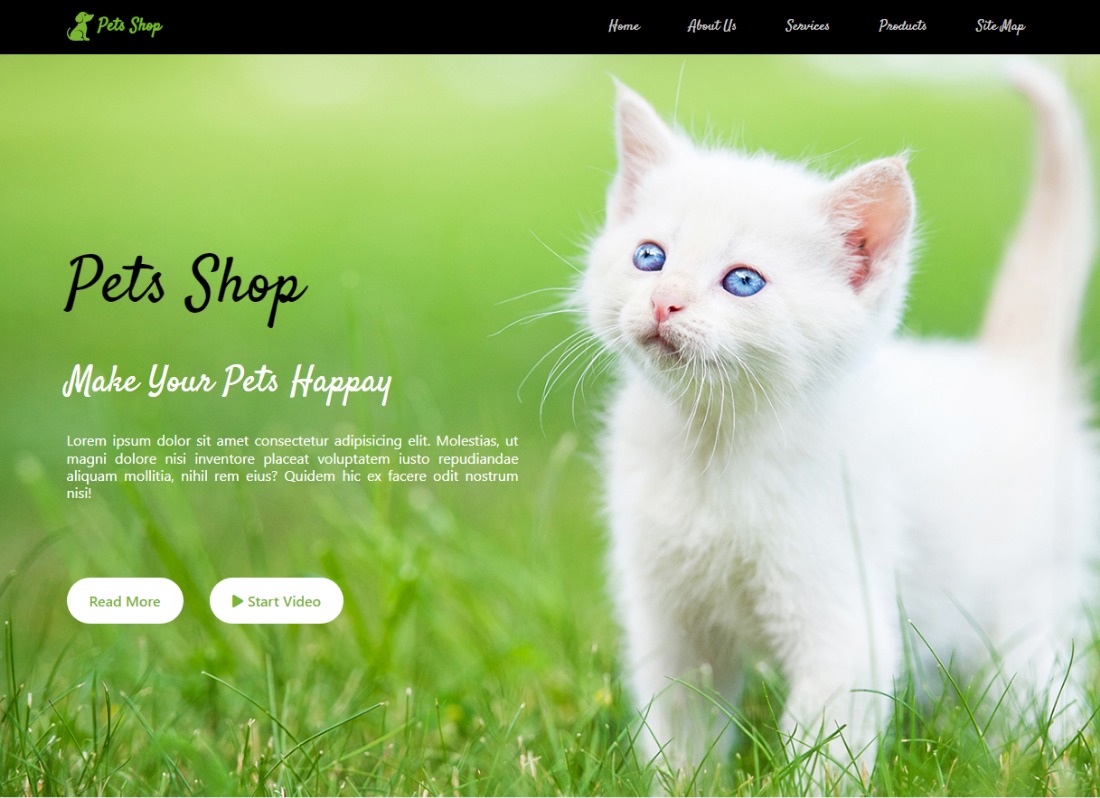 Pets Shop
Home About Us Services Products Site Map
Pets Shop
Make Your Pets Happay
Lorem ipsum dolor sit amet consectetur adipisicing elit. Molestias, ut
magni dolore nisi inventore placeat voluptatem iusto repudiandae
aliquam mollitia, nihil rem eius? Quidem hic ex facere odit nostrum
nisi!
Read More
Start Video